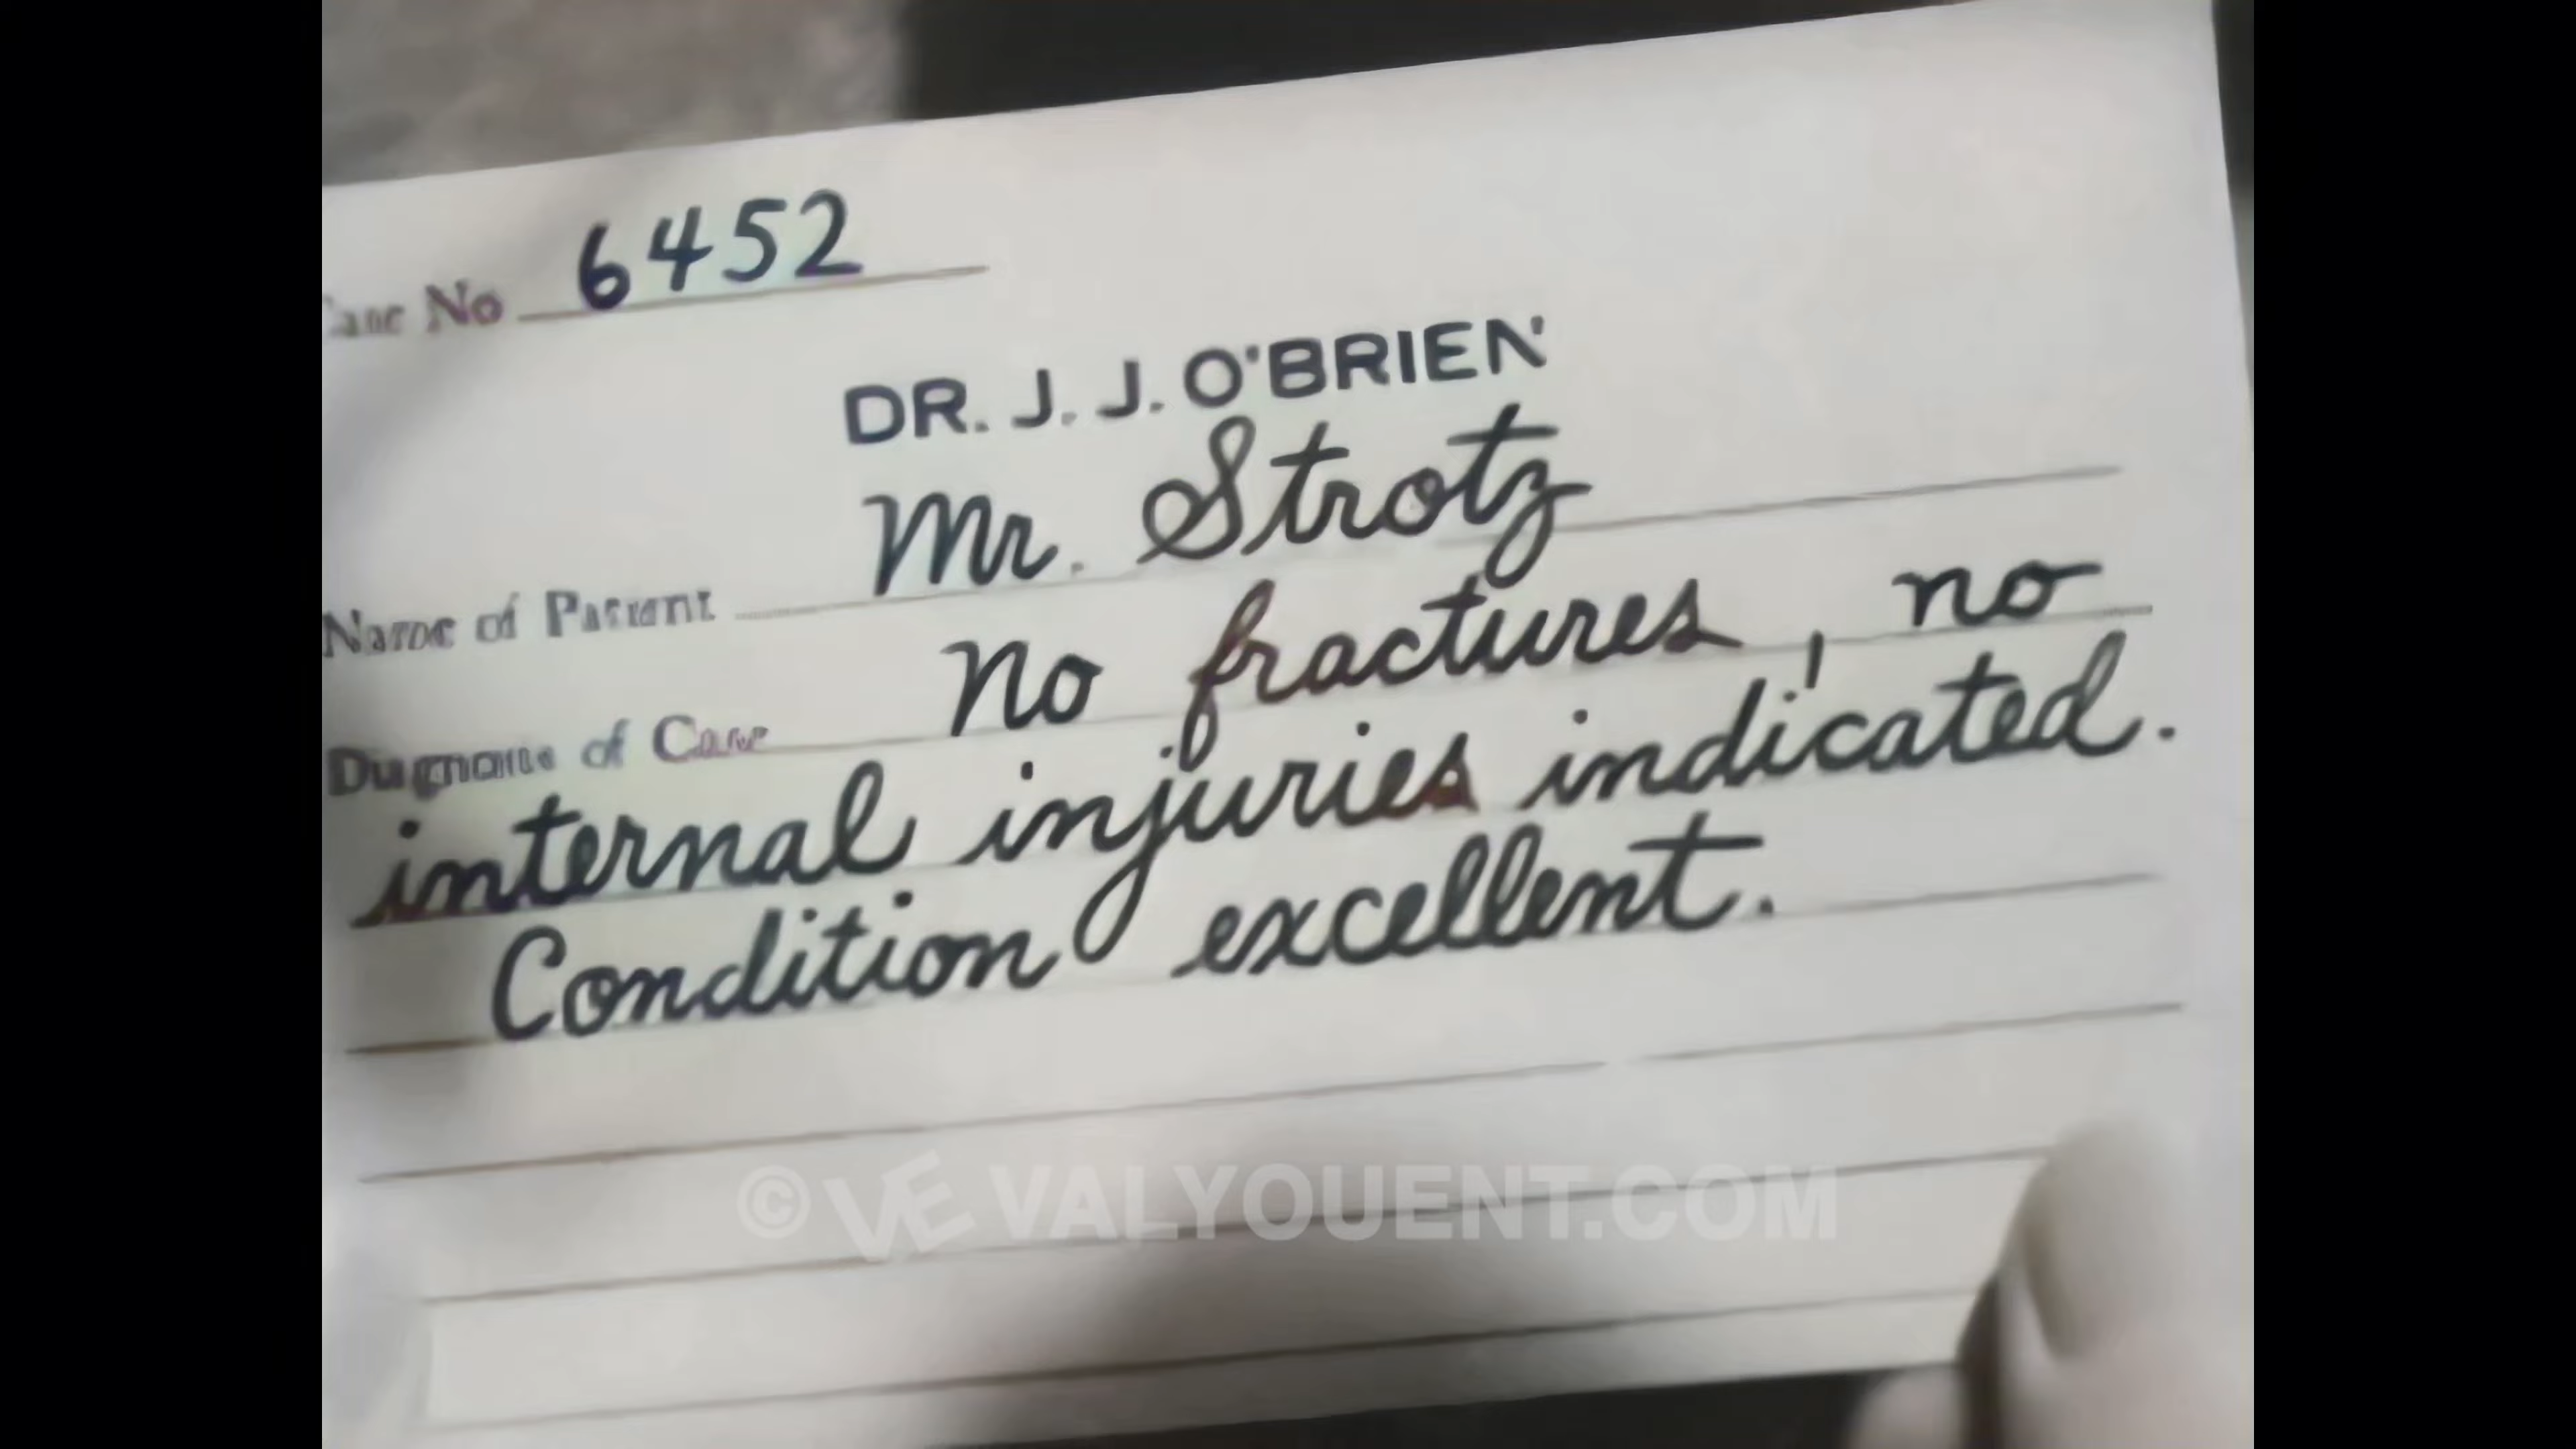 Case No 6452
DR. J. J. O'BRIEN
Mr. Strotz
Name of Patient
No fractures, no
Diagnosis of Case
internal injuries indicated.
Condition excellent.
© VE VALYOUENT.COM